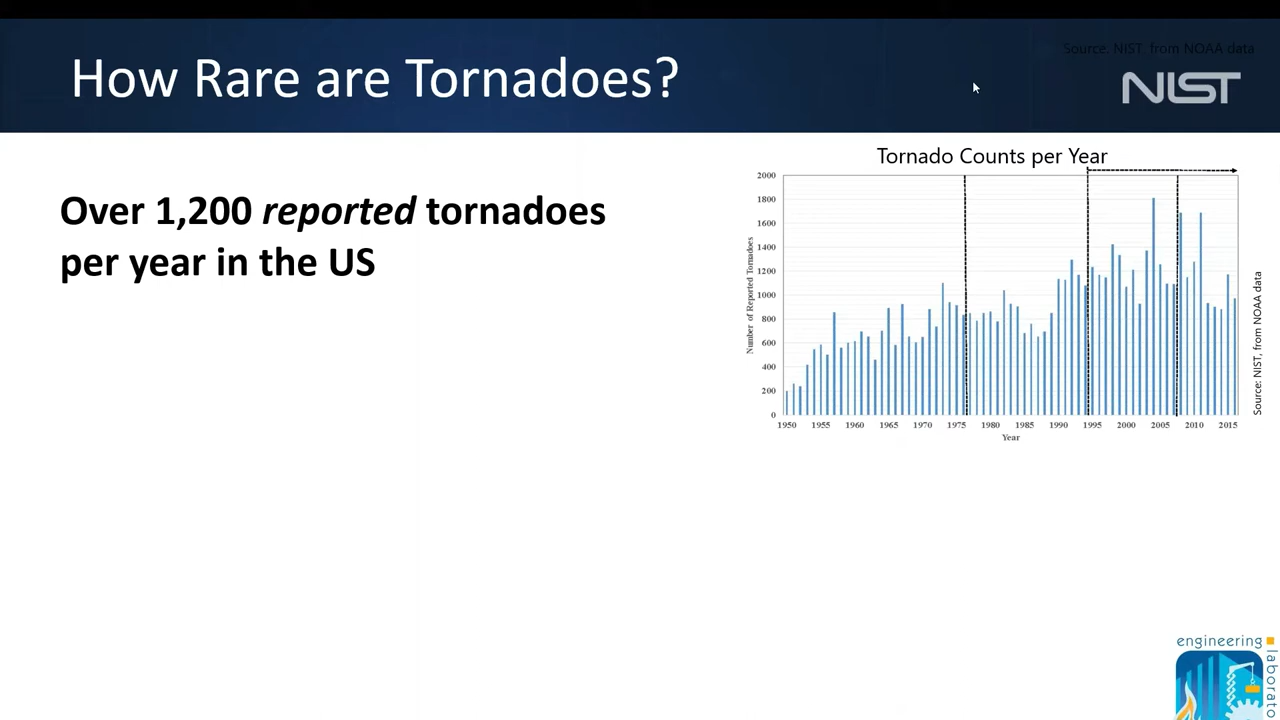 Source: NIST, from NOAA data
How Rare are Tornadoes?
NIST
Tornado Counts per Year
Over 1,200 reported tornadoes
per year in the US
2000
1800
1600
1400
1200
1000
800
600
400
200
0
Number of Reported Tornadoes
1950 1955 1960 1965 1970 1975 1980 1985 1990 1995 2000 2005 2010 2015
Year
Source: NIST, from NOAA data
engineering
laborato